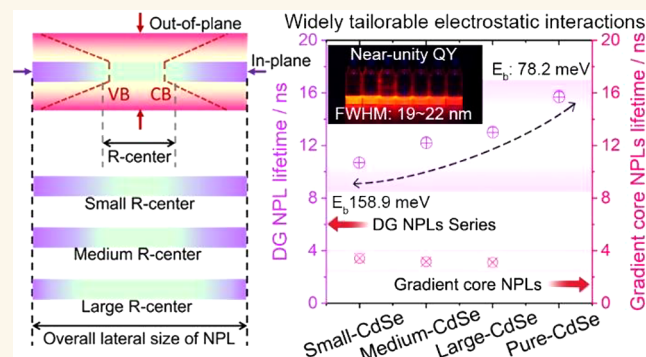 Out-of-plane
In-plane
VB CB
R-center
Small R-center
Medium R-center
Large R-center
Overall lateral size of NPL
Widely tailorable electrostatic interactions
DG NPL lifetime / ns
20
16
12
8
4
0
Near-unity QY
FWHM: 19~22 nm
E_b: 78.2 meV
E_b 158.9 meV
DG NPLs Series
Gradient core NPLs
Small-CdSe
Medium-CdSe
Large-CdSe
Pure-CdSe
20
16
12
8
4
0
Gradient core NPLs lifetime / ns